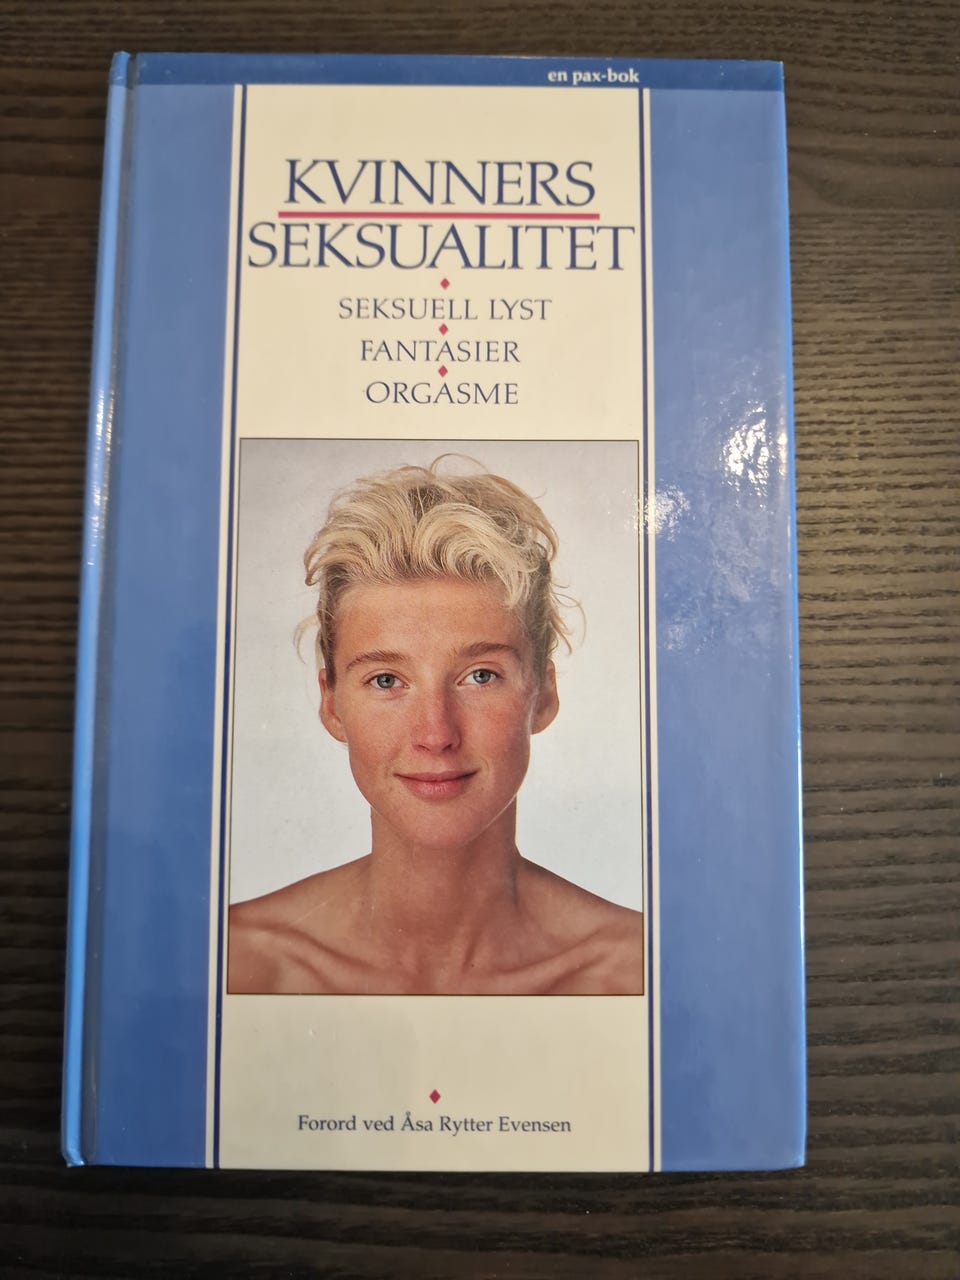 en pax-bok
KVINNERS
SEKSUALITET
SEKSUELL LYST
FANTASIER
ORGASME
Forord ved Åsa Rytter Evensen